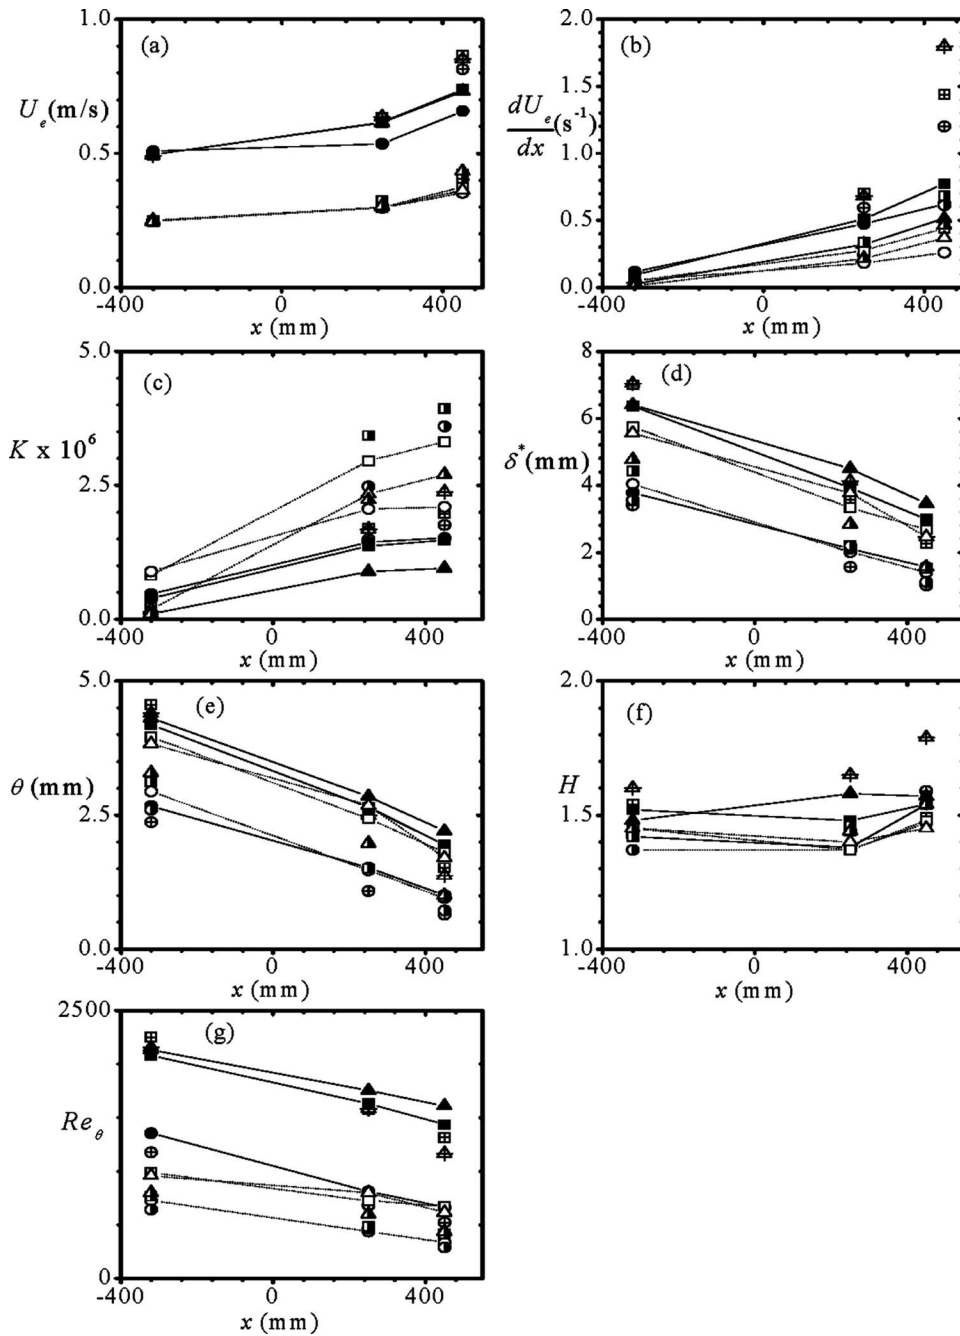 1.0
(a)
U_e (m/s)
0.5
0.0
-400 0 400
x (mm)
2.0
(b)
1.5
dU_e/dx (s⁻¹)
1.0
0.5
0.0
-400 0 400
x (mm)
5.0
(c)
K x 10⁶
2.5
0.0
-400 0 400
x (mm)
8
(d)
6
δ* (mm)
4
2
0
-400 0 400
x (mm)
5.0
(e)
θ (mm)
2.5
0.0
-400 0 400
x (mm)
2.0
(f)
H
1.5
1.0
-400 0 400
x (mm)
2500
(g)
Re_θ
0
-400 0 400
x (mm)